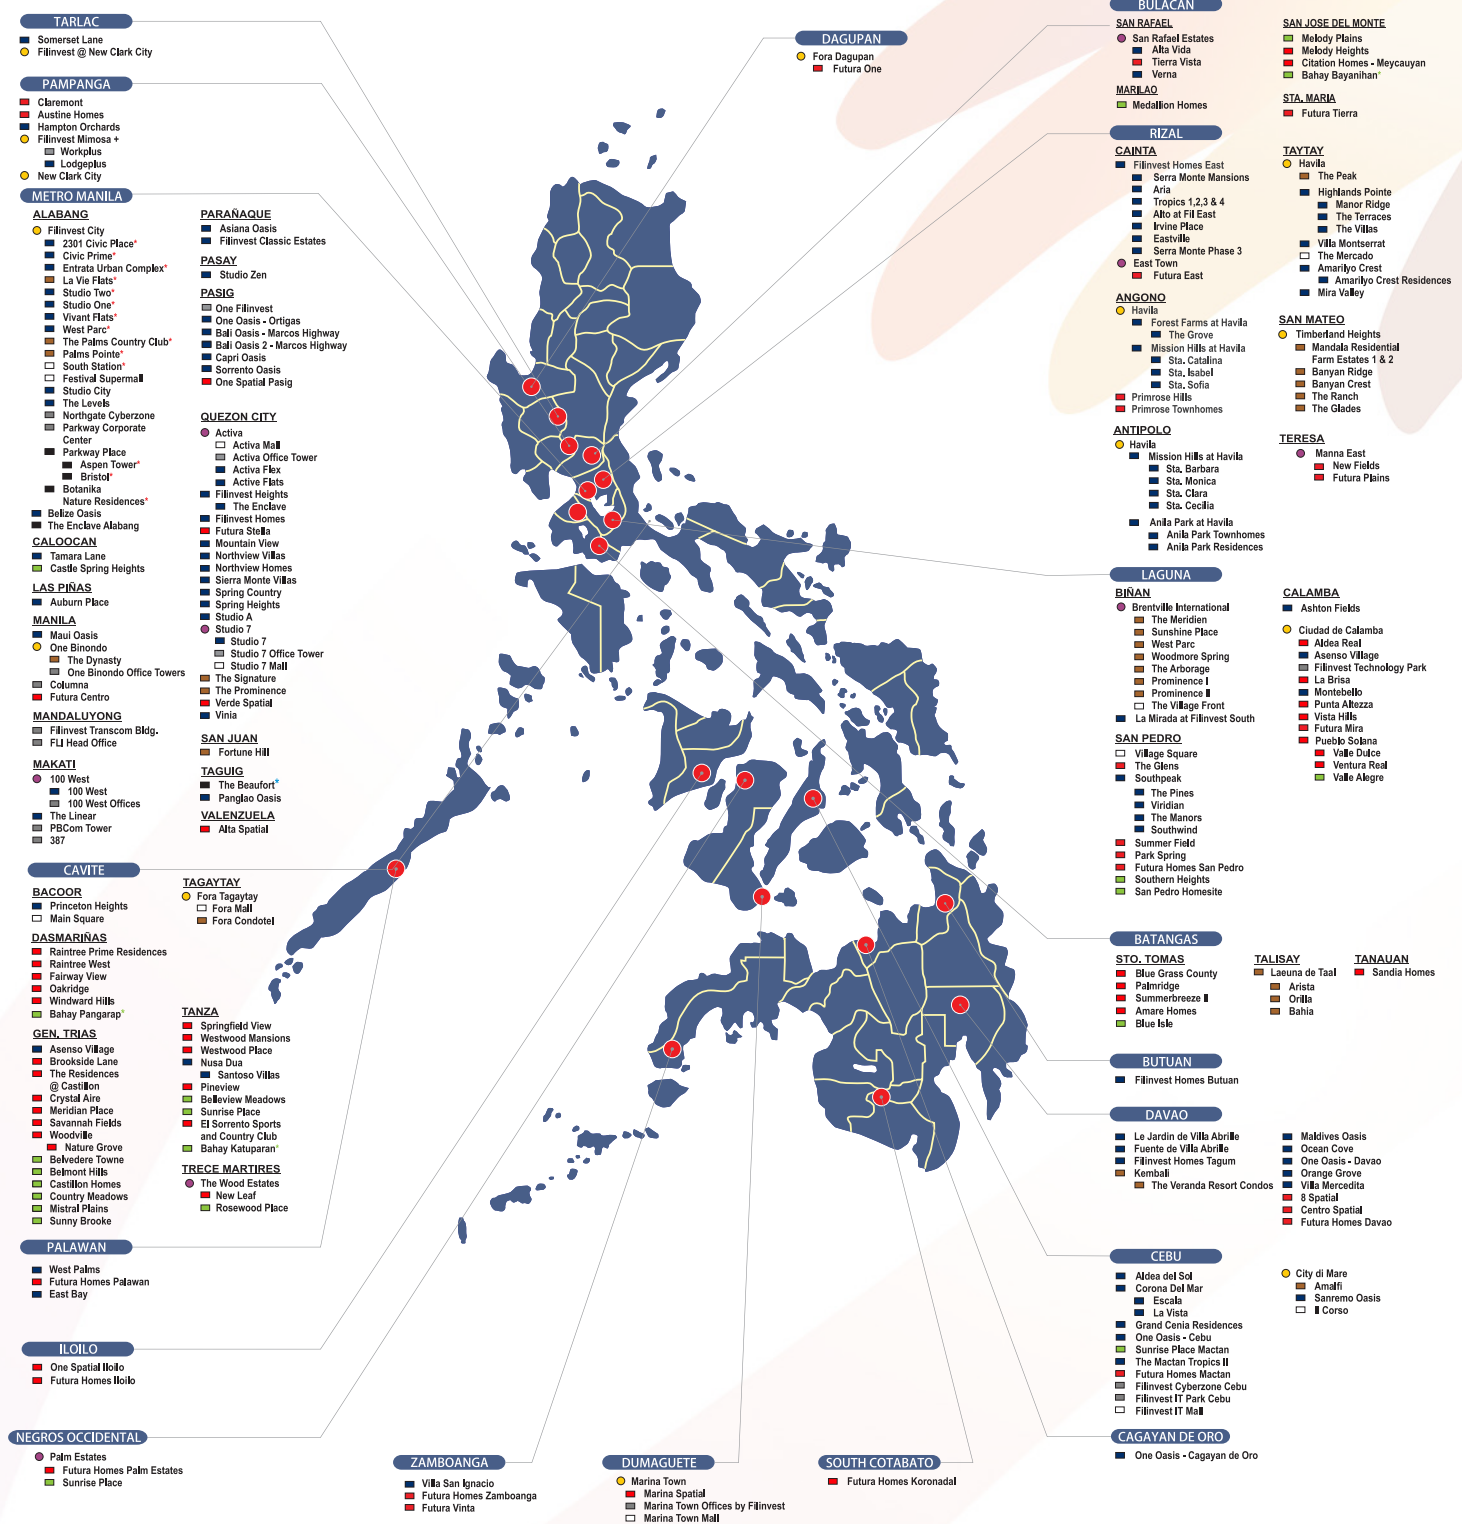 TARLAC
Somerset Lane
Filinvest @ New Clark City
PAMPANGA
Claremont
Austine Homes
Hampton Orchards
Filinvest Mimosa +
Workplus
Lodgeplus
New Clark City
METRO MANILA
ALABANG
Filinvest City
2301 Civic Place*
Civic Prime*
Entrata Urban Complex*
La Vie Flats*
Studio Two*
Studio One*
Vivant Flats*
West Parc*
The Palms Country Club*
Palms Pointe*
South Station*
Festival Supermall
Studio City
The Levels
Northgate Cyberzone
Parkway Corporate
Center
Parkway Place
Aspen Tower*
Bristol*
Botanika
Nature Residences*
Belize Oasis
The Enclave Alabang
CALOOCAN
Tamara Lane
Castle Spring Heights
LAS PIÑAS
Auburn Place
MANILA
Maui Oasis
One Binondo
The Dynasty
One Binondo Office Towers
Columna
Futura Centro
MANDALUYONG
Filinvest Transcom Bldg.
FLI Head Office
MAKATI
100 West
100 West
100 West Offices
The Linear
PBCom Tower
387
PARAÑAQUE
Asiana Oasis
Filinvest Classic Estates
PASAY
Studio Zen
PASIG
One Filinvest
One Oasis - Ortigas
Bali Oasis - Marcos Highway
Bali Oasis 2 - Marcos Highway
Capri Oasis
Sorrento Oasis
One Spatial Pasig
QUEZON CITY
Activa
Activa Mall
Activa Office Tower
Activa Flex
Active Flats
Filinvest Heights
The Enclave
Filinvest Homes
Futura Stella
Mountain View
Northview Villas
Northview Homes
Sierra Monte Villas
Spring Country
Spring Heights
Studio A
Studio 7
Studio 7
Studio 7 Office Tower
Studio 7 Mall
The Signature
The Prominence
Verde Spatial
Vinia
SAN JUAN
Fortune Hill
TAGUIG
The Beaufort*
Panglao Oasis
VALENZUELA
Alta Spatial
CAVITE
BACOOR
Princeton Heights
Main Square
DASMARIÑAS
Raintree Prime Residences
Raintree West
Fairway View
Oakridge
Windward Hills
Bahay Pangarap*
GEN. TRIAS
Asenso Village
Brookside Lane
The Residences
@ Castillon
Crystal Aire
Meridian Place
Savannah Fields
Woodville
Nature Grove
Belvedere Towne
Belmont Hills
Castillon Homes
Country Meadows
Mistral Plains
Sunny Brooke
TAGAYTAY
Fora Tagaytay
Fora Mall
Fora Condotel
TANZA
Springfield View
Westwood Mansions
Westwood Place
Nusa Dua
Santoso Villas
Pineview
Belleview Meadows
Sunrise Place
El Sorrento Sports
and Country Club
Bahay Katuparan*
TRECE MARTIRES
The Wood Estates
New Leaf
Rosewood Place
PALAWAN
West Palms
Futura Homes Palawan
East Bay
ILOILO
One Spatial Iloilo
Futura Homes Iloilo
NEGROS OCCIDENTAL
Palm Estates
Futura Homes Palm Estates
Sunrise Place
ZAMBOANGA
Villa San Ignacio
Futura Homes Zamboanga
Futura Vinta
DUMAGUETE
Marina Town
Marina Spatial
Marina Town Offices by Filinvest
Marina Town Mall
SOUTH COTABATO
Futura Homes Koronadal
DAGUPAN
Fora Dagupan
Futura One
BULACAN
SAN RAFAEL
San Rafael Estates
Alta Vida
Tierra Vista
Verna
MARILAO
Medallion Homes
SAN JOSE DEL MONTE
Melody Plains
Melody Heights
Citation Homes - Meycauyan
Bahay Bayanihan*
STA. MARIA
Futura Tierra
RIZAL
CAINTA
Filinvest Homes East
Serra Monte Mansions
Aria
Tropics 1,2,3 & 4
Alto at Fil East
Irvine Place
Eastville
Serra Monte Phase 3
East Town
Futura East
ANGONO
Havila
Forest Farms at Havila
The Grove
Mission Hills at Havila
Sta. Catalina
Sta. Isabel
Sta. Sofia
Primrose Hills
Primrose Townhomes
ANTIPOLO
Havila
Mission Hills at Havila
Sta. Barbara
Sta. Monica
Sta. Clara
Sta. Cecilia
Anila Park at Havila
Anila Park Townhomes
Anila Park Residences
TAYTAY
Havila
The Peak
Highlands Pointe
Manor Ridge
The Terraces
The Villas
Villa Montserrat
The Mercado
Amarilyo Crest
Amarilyo Crest Residences
Mira Valley
SAN MATEO
Timberland Heights
Mandala Residential
Farm Estates 1 & 2
Banyan Ridge
Banyan Crest
The Ranch
The Glades
TERESA
Manna East
New Fields
Futura Plains
LAGUNA
BIÑAN
Brentville International
The Meridien
Sunshine Place
West Parc
Woodmore Spring
The Arborage
Prominence I
Prominence II
The Village Front
La Mirada at Filinvest South
SAN PEDRO
Village Square
The Glens
Southpeak
The Pines
Viridian
The Manors
Southwind
Summer Field
Park Spring
Futura Homes San Pedro
Southern Heights
San Pedro Homesite
CALAMBA
Ashton Fields
Ciudad de Calamba
Aldea Real
Asenso Village
Filinvest Technology Park
La Brisa
Montebello
Punta Altezza
Vista Hills
Futura Mira
Pueblo Solana
Valle Dulce
Ventura Real
Valle Alegre
BATANGAS
STO. TOMAS
Blue Grass County
Palmridge
Summerbreeze II
Amare Homes
Blue Isle
TALISAY
Laeuna de Taal
Arista
Orilla
Bahia
TANAUAN
Sandia Homes
BUTUAN
Filinvest Homes Butuan
DAVAO
Le Jardin de Villa Abrille
Fuente de Villa Abrille
Filinvest Homes Tagum
Kembali
The Veranda Resort Condos
Maldives Oasis
Ocean Cove
One Oasis - Davao
Orange Grove
Villa Mercedita
8 Spatial
Centro Spatial
Futura Homes Davao
CEBU
Aldea del Sol
Corona Del Mar
Escala
La Vista
Grand Cenia Residences
One Oasis - Cebu
Sunrise Place Mactan
The Mactan Tropics II
Futura Homes Mactan
Filinvest Cyberzone Cebu
Filinvest IT Park Cebu
Filinvest IT Mall
City di Mare
Amalfi
Sanremo Oasis
Il Corso
CAGAYAN DE ORO
One Oasis - Cagayan de Oro